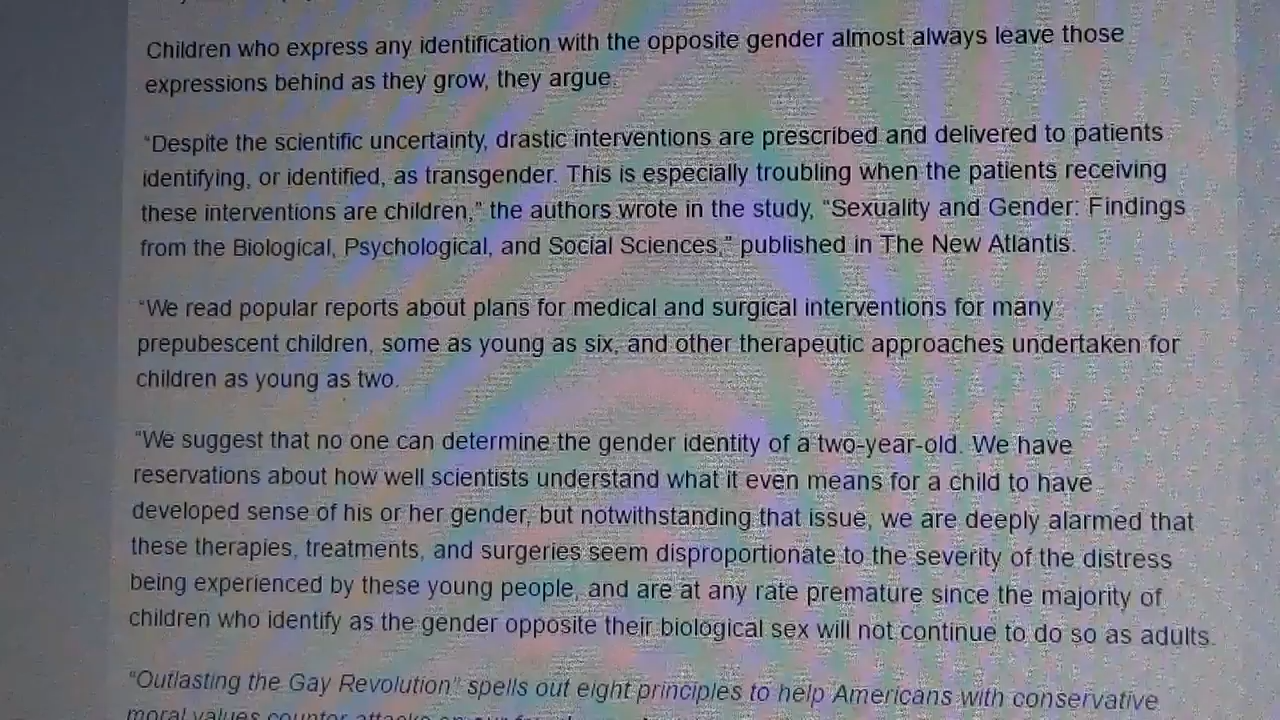 Children who express any identification with the opposite gender almost always leave those
expressions behind as they grow, they argue.
"Despite the scientific uncertainty, drastic interventions are prescribed and delivered to patients
identifying, or identified, as transgender. This is especially troubling when the patients receiving
these interventions are children," the authors wrote in the study, "Sexuality and Gender: Findings
from the Biological, Psychological, and Social Sciences," published in The New Atlantis.
"We read popular reports about plans for medical and surgical interventions for many
prepubescent children, some as young as six, and other therapeutic approaches undertaken for
children as young as two.
"We suggest that no one can determine the gender identity of a two-year-old. We have
reservations about how well scientists understand what it even means for a child to have
developed sense of his or her gender, but notwithstanding that issue, we are deeply alarmed that
these therapies, treatments, and surgeries seem disproportionate to the severity of the distress
being experienced by these young people, and are at any rate premature since the majority of
children who identify as the gender opposite their biological sex will not continue to do so as adults.
"Outlasting the Gay Revolution" spells out eight principles to help Americans with conservative
moral values counter attacks on our